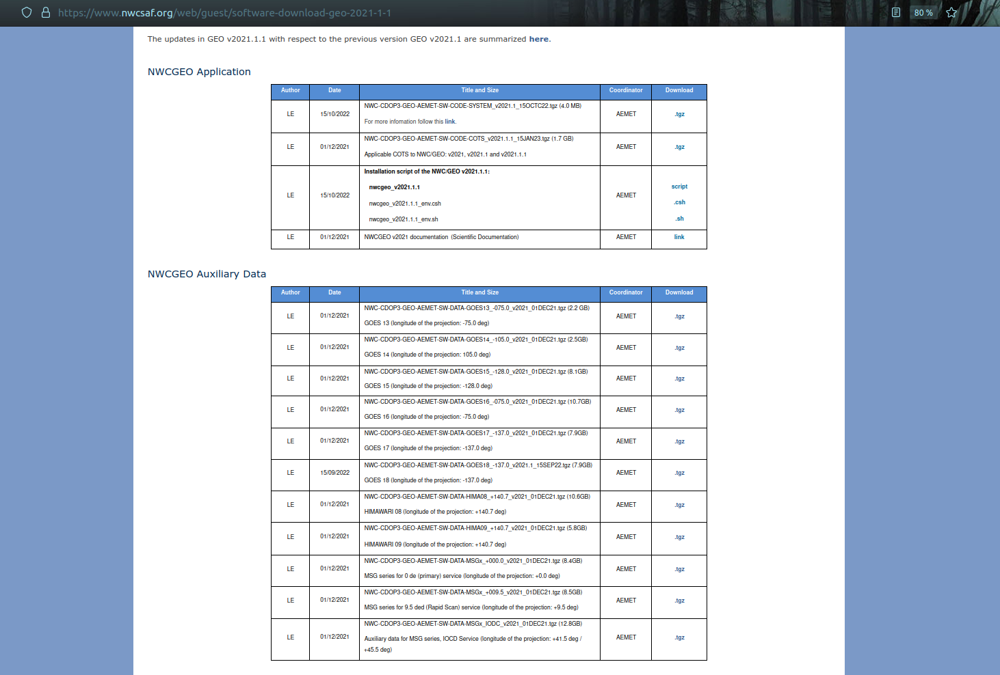 https://www.nwcsaf.org/web/guest/software-download-geo-2021-1-1
80 %
The updates in GEO v2021.1.1 with respect to the previous version GEO v2021.1 are summarized here.
NWCGEO Application
Author Date Title and Size Coordinator Download
NWC-CDOP3-GEO-AEMET-SW-CODE-SYSTEM_v2021.1_15OCTC22.tgz (4.0 MB)
LE 15/10/2022 AEMET .tgz
For more infomation follow this link.
NWC-CDOP3-GEO-AEMET-SW-CODE-COTS_v2021.1.1_15JAN23.tgz (1.7 GB)
LE 01/12/2021 AEMET .tgz
Applicable COTS to NWC/GEO: v2021, v2021.1 and v2021.1.1
Installation script of the NWC/GEO v2021.1.1:
nwcgeo_v2021.1.1 script
LE 15/10/2022 AEMET
nwcgeo_v2021.1.1_env.csh .csh
nwcgeo_v2021.1.1_env.sh .sh
LE 01/12/2021 NWCGEO v2021 documentation (Scientific Documentation) AEMET link
NWCGEO Auxiliary Data
Author Date Title and Size Coordinator Download
NWC-CDOP3-GEO-AEMET-SW-DATA-GOES13_-075.0_v2021_01DEC21.tgz (2.2 GB)
LE 01/12/2021 AEMET .tgz
GOES 13 (longitude of the projection: -75.0 deg)
NWC-CDOP3-GEO-AEMET-SW-DATA-GOES14_-105.0_v2021_01DEC21.tgz (2.5GB)
LE 01/12/2021 AEMET .tgz
GOES 14 (longitude of the projection: 105.0 deg)
NWC-CDOP3-GEO-AEMET-SW-DATA-GOES15_-128.0_v2021_01DEC21.tgz (8.1GB)
LE 01/12/2021 AEMET .tgz
GOES 15 (longitude of the projection: -128.0 deg)
NWC-CDOP3-GEO-AEMET-SW-DATA-GOES16_-075.0_v2021_01DEC21.tgz (10.7GB)
LE 01/12/2021 AEMET .tgz
GOES 16 (longitude of the projection: -75.0 deg)
NWC-CDOP3-GEO-AEMET-SW-DATA-GOES17_-137.0_v2021_01DEC21.tgz (7.9GB)
LE 01/12/2021 AEMET .tgz
GOES 17 (longitude of the projection: -137.0 deg)
NWC-CDOP3-GEO-AEMET-SW-DATA-GOES18_-137.0_v2021.1_15SEP22.tgz (7.9GB)
LE 15/09/2022 AEMET .tgz
GOES 18 (longitude of the projection: -137.0 deg)
NWC-CDOP3-GEO-AEMET-SW-DATA-HIMA08_+140.7_v2021_01DEC21.tgz (10.6GB)
LE 01/12/2021 AEMET .tgz
HIMAWARI 08 (longitude of the projection: +140.7 deg)
NWC-CDOP3-GEO-AEMET-SW-DATA-HIMA09_+140.7_v2021_01DEC21.tgz (5.8GB)
LE 01/12/2021 AEMET .tgz
HIMAWARI 09 (longitude of the projection: +140.7 deg)
NWC-CDOP3-GEO-AEMET-SW-DATA-MSGx_+000.0_v2021_01DEC21.tgz (8.4GB)
LE 01/12/2021 AEMET .tgz
MSG series for 0 de (primary) service (longitude of the projection: +0.0 deg)
NWC-CDOP3-GEO-AEMET-SW-DATA-MSGx_+009.5_v2021_01DEC21.tgz (8.5GB)
LE 01/12/2021 AEMET .tgz
MSG series for 9.5 ded (Rapid Scan) service (longitude of the projection: +9.5 deg)
NWC-CDOP3-GEO-AEMET-SW-DATA-MSGx_IODC_v2021_01DEC21.tgz (12.8GB)
LE 01/12/2021 AEMET .tgz
Auxiliary data for MSG series, IOCD Service (longitude of the projection: +41.5 deg /
+45.5 deg)